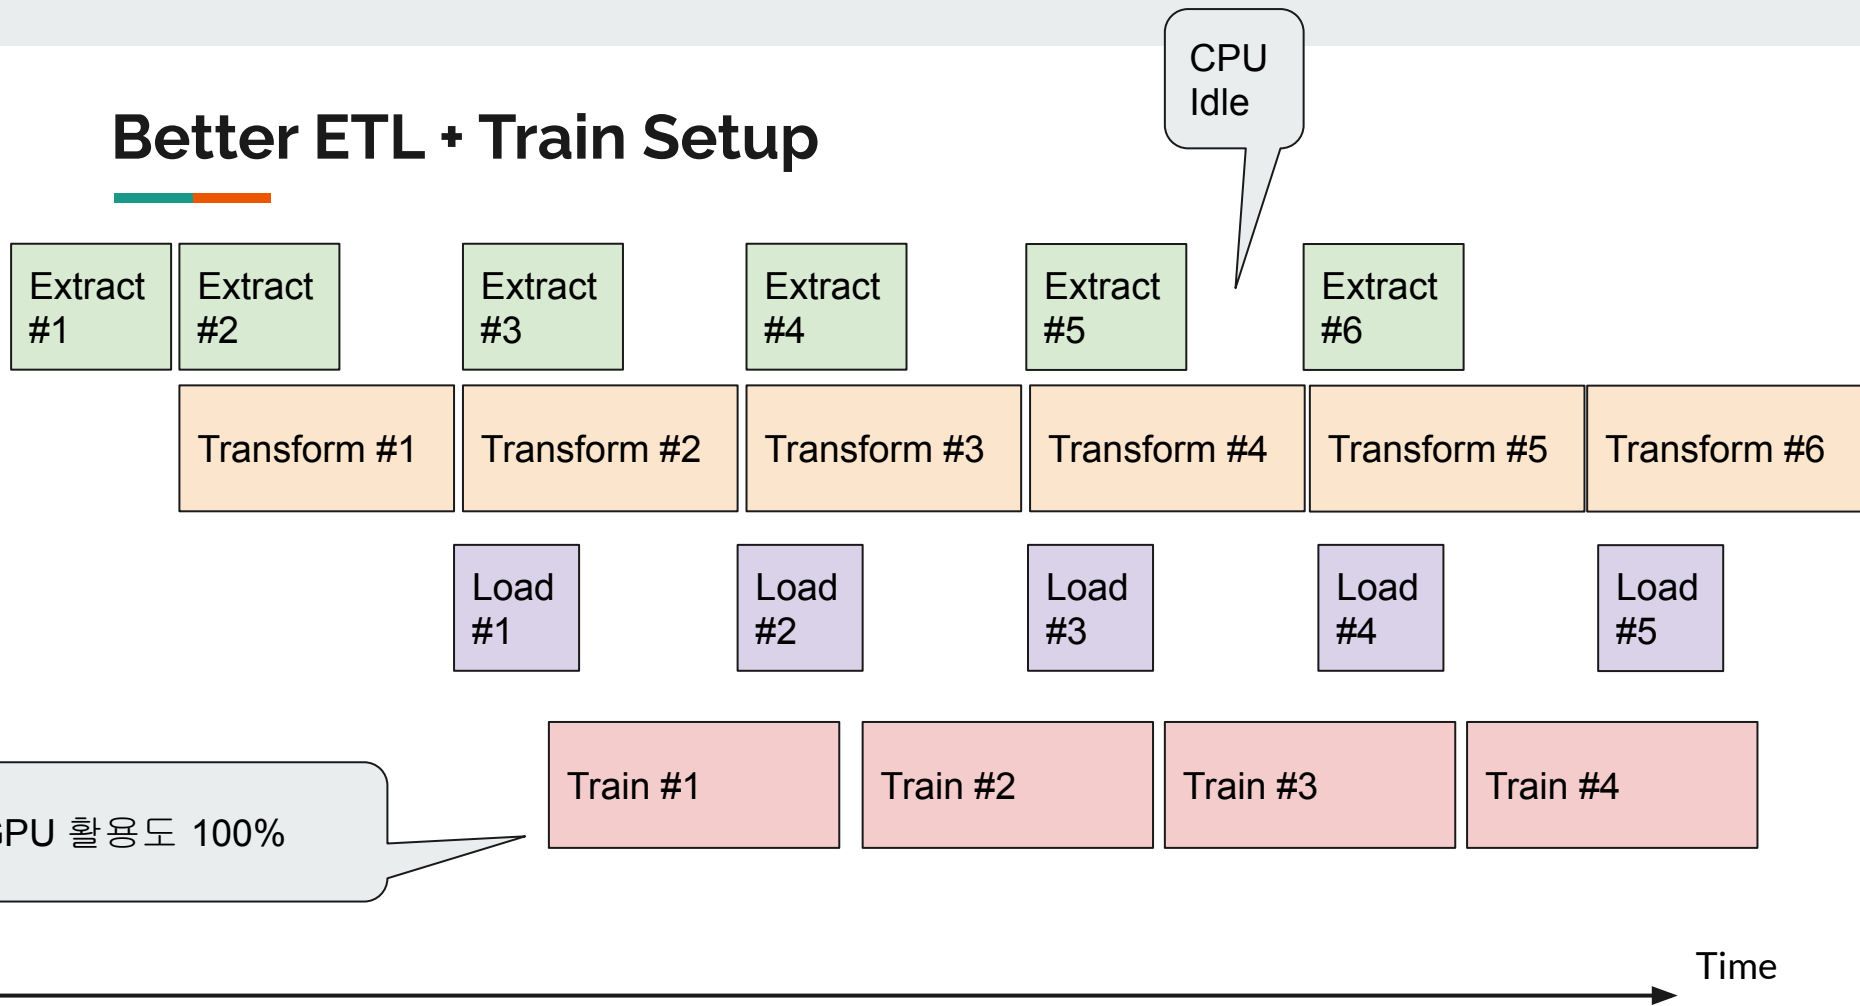 CPU
Idle
Better ETL + Train Setup
Extract
#1
Extract
#2
Extract
#3
Extract
#4
Extract
#5
Extract
#6
Transform #1
Transform #2
Transform #3
Transform #4
Transform #5
Transform #6
Load
#1
Load
#2
Load
#3
Load
#4
Load
#5
Train #1
Train #2
Train #3
Train #4
GPU 활용도 100%
Time